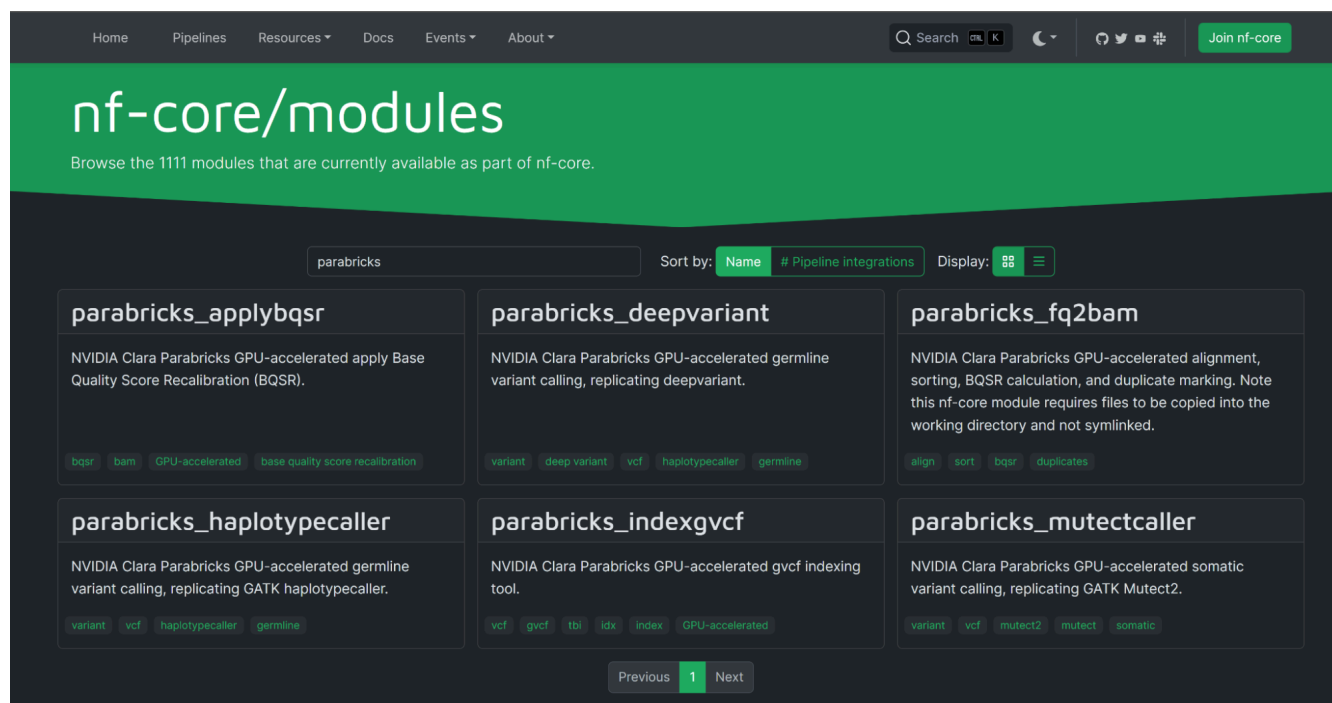 Home Pipelines Resources Docs Events About Search CTRL K Join nf-core
nf-core/modules
Browse the 1111 modules that are currently available as part of nf-core.
parabricks Sort by: Name # Pipeline integrations Display:
parabricks_applybqsr
NVIDIA Clara Parabricks GPU-accelerated apply Base
Quality Score Recalibration (BQSR).
bqsr bam GPU-accelerated base quality score recalibration
parabricks_deepvariant
NVIDIA Clara Parabricks GPU-accelerated germline
variant calling, replicating deepvariant.
variant deep variant vcf haplotypecaller germline
parabricks_fq2bam
NVIDIA Clara Parabricks GPU-accelerated alignment,
sorting, BQSR calculation, and duplicate marking. Note
this nf-core module requires files to be copied into the
working directory and not symlinked.
align sort bqsr duplicates
parabricks_haplotypecaller
NVIDIA Clara Parabricks GPU-accelerated germline
variant calling, replicating GATK haplotypecaller.
variant vcf haplotypecaller germline
parabricks_indexgvcf
NVIDIA Clara Parabricks GPU-accelerated gvcf indexing
tool.
vcf gvcf tbi idx index GPU-accelerated
parabricks_mutectcaller
NVIDIA Clara Parabricks GPU-accelerated somatic
variant calling, replicating GATK Mutect2.
variant vcf mutect2 mutect somatic
Previous 1 Next